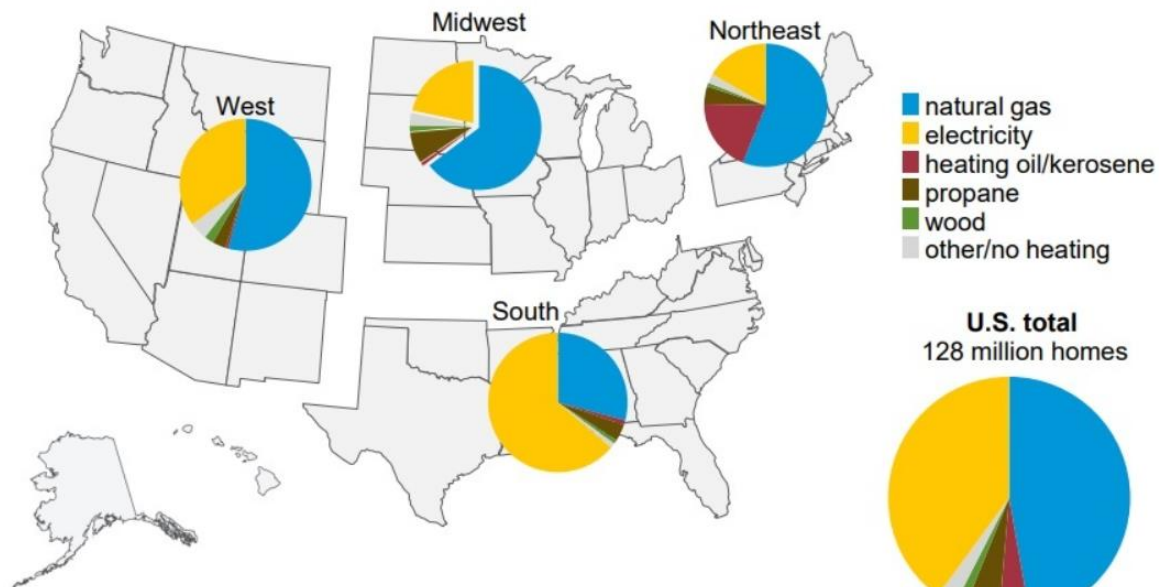 Midwest
Northeast
West
South
natural gas
electricity
heating oil/kerosene
propane
wood
other/no heating
U.S. total
128 million homes